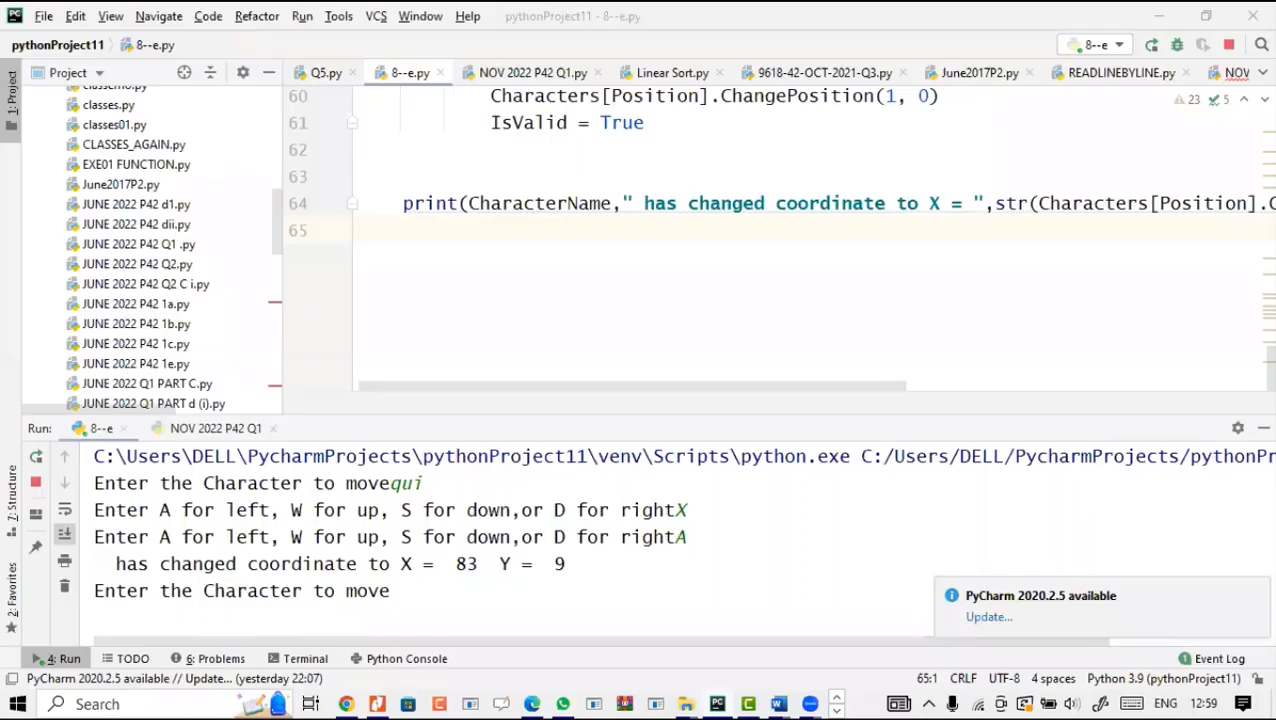 PC File Edit View Navigate Code Refactor Run Tools VCS Window Help pythonProject11 - 8--e.py
pythonProject11 8--e.py 8--e
1: Project
Project Q5.py 8--e.py NOV 2022 P42 Q1.py Linear Sort.py 9618-42-OCT-2021-Q3.py June2017P2.py READLINEBYLINE.py NOV
classes.py
classes01.py
CLASSES_AGAIN.py
EXE01 FUNCTION.py
June2017P2.py
JUNE 2022 P42 d1.py
JUNE 2022 P42 dii.py
JUNE 2022 P42 Q1 .py
JUNE 2022 P42 Q2.py
JUNE 2022 P42 Q2 C i.py
JUNE 2022 P42 1a.py
JUNE 2022 P42 1b.py
JUNE 2022 P42 1c.py
JUNE 2022 P42 1e.py
JUNE 2022 Q1 PART C.py
JUNE 2022 Q1 PART d (i).py
60 Characters[Position].ChangePosition(1, 0)
23 5
61 IsValid = True
62
63
64 print(CharacterName," has changed coordinate to X = ",str(Characters[Position].
65
Run: 8--e NOV 2022 P42 Q1
C:\Users\DELL\PycharmProjects\pythonProject11\venv\Scripts\python.exe C:/Users/DELL/PycharmProjects/pythonPr
Enter the Character to movequi
Enter A for left, W for up, S for down,or D for rightX
Enter A for left, W for up, S for down,or D for rightA
has changed coordinate to X = 83 Y = 9
Enter the Character to move
7: Structure
2: Favorites
PyCharm 2020.2.5 available
Update...
4: Run TODO 6: Problems Terminal Python Console 1 Event Log
PyCharm 2020.2.5 available // Update... (yesterday 22:07) 65:1 CRLF UTF-8 4 spaces Python 3.9 (pythonProject11)
Search ENG 12:59